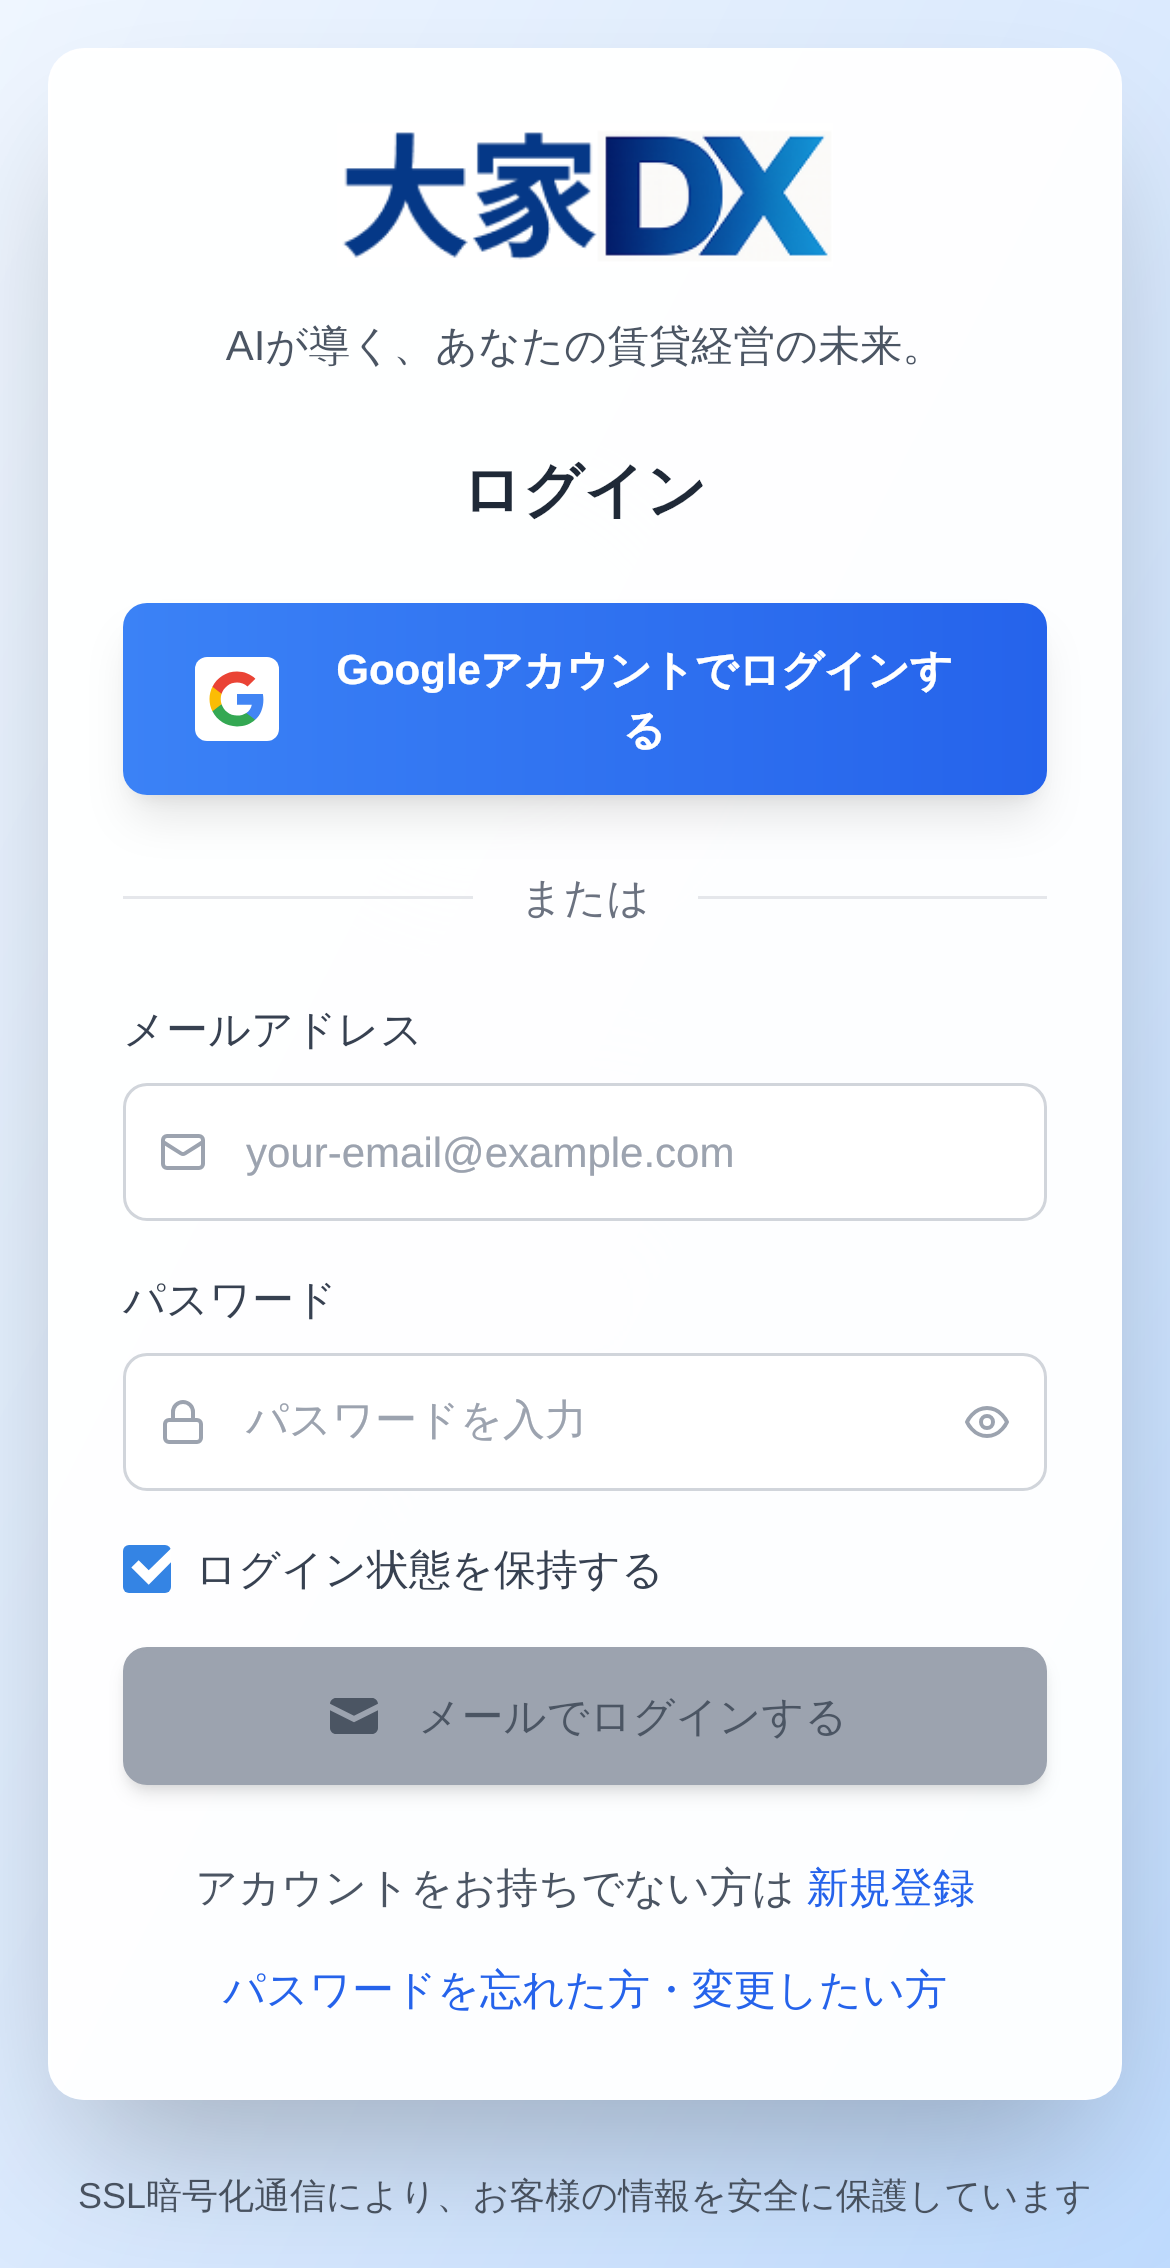 大家DX
AIが導く、あなたの賃貸経営の未来。
ログイン
Googleアカウントでログインす
る
または
メールアドレス
your-email@example.com
パスワード
パスワードを入力
ログイン状態を保持する
メールでログインする
アカウントをお持ちでない方は 新規登録
パスワードを忘れた方・変更したい方
SSL暗号化通信により、お客様の情報を安全に保護しています